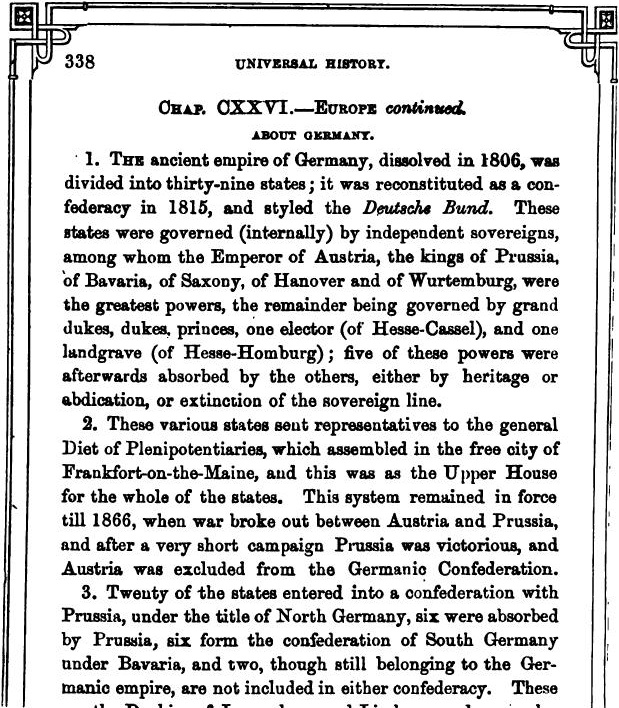 338
UNIVERSAL HISTORY.
CHAP. CXXVI.—EUROPE continued.
ABOUT GERMANY.
1. THE ancient empire of Germany, dissolved in 1806, was
divided into thirty-nine states; it was reconstituted as a con-
federacy in 1815, and styled the Deutsche Bund. These
states were governed (internally) by independent sovereigns,
among whom the Emperor of Austria, the kings of Prussia,
of Bavaria, of Saxony, of Hanover and of Wurtemburg, were
the greatest powers, the remainder being governed by grand
dukes, dukes, princes, one elector (of Hesse-Cassel), and one
landgrave (of Hesse-Homburg); five of these powers were
afterwards absorbed by the others, either by heritage or
abdication, or extinction of the sovereign line.
2. These various states sent representatives to the general
Diet of Plenipotentiaries, which assembled in the free city of
Frankfort-on-the-Maine, and this was as the Upper House
for the whole of the states. This system remained in force
till 1866, when war broke out between Austria and Prussia,
and after a very short campaign Prussia was victorious, and
Austria was excluded from the Germanic Confederation.
3. Twenty of the states entered into a confederation with
Prussia, under the title of North Germany, six were absorbed
by Prussia, six form the confederation of South Germany
under Bavaria, and two, though still belonging to the Ger-
manic empire, are not included in either confederacy. These